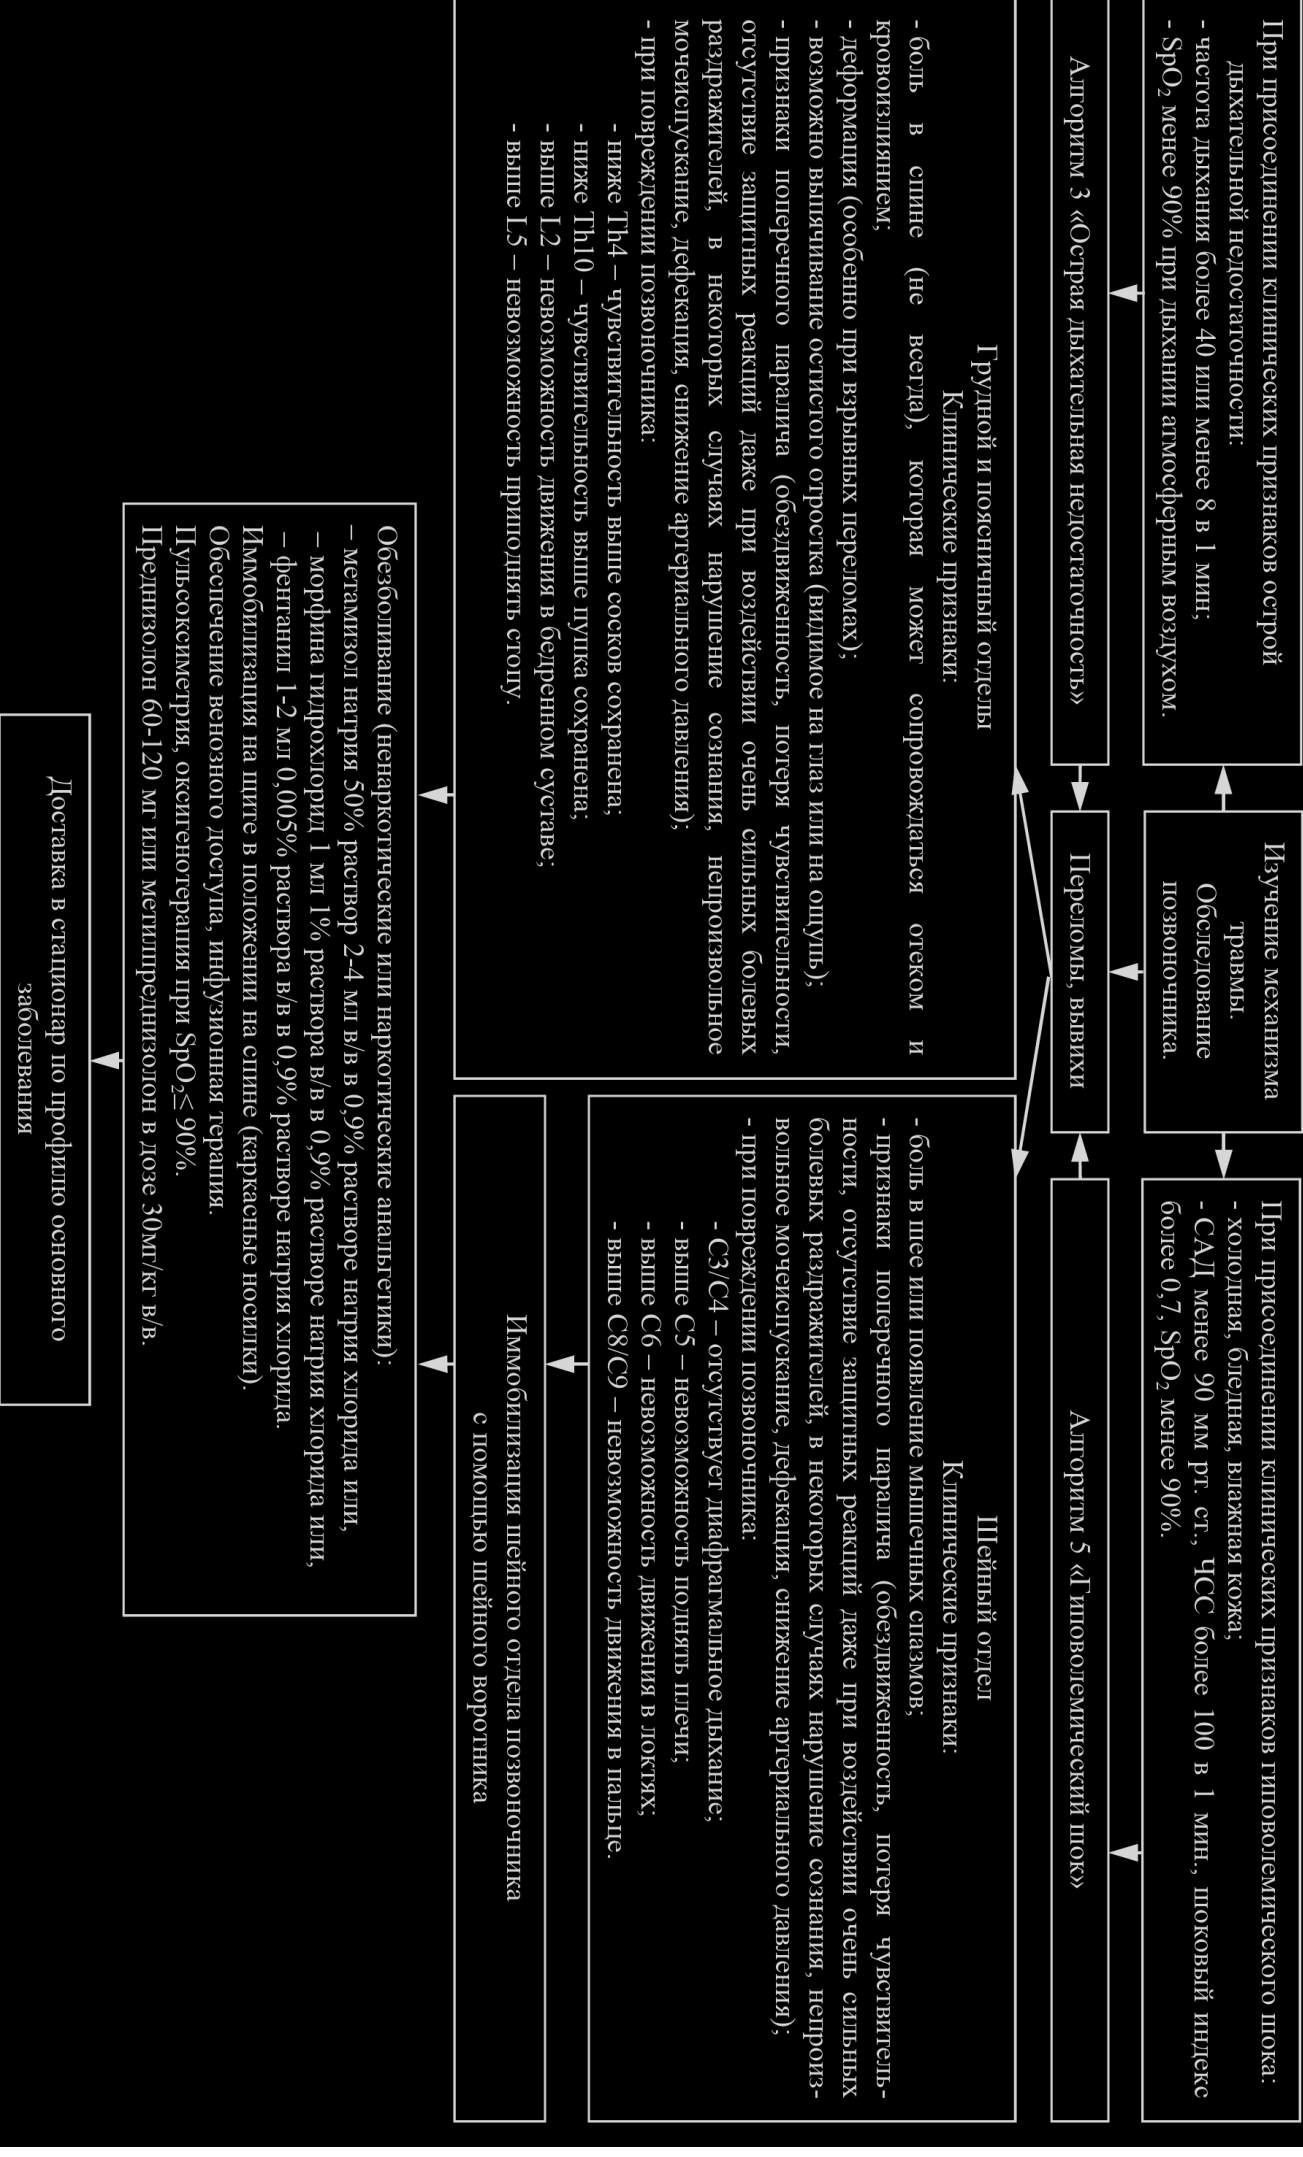 При присоединении клинических признаков острой
дыхательной недостаточности:
- частота дыхания более 40 или менее 8 в 1 мин;
- SpO₂ менее 90% при дыхании атмосферным воздухом.
Изучение механизма
травмы.
Обследование
позвоночника.
При присоединении клинических признаков гиповолемического шока:
- холодная, бледная, влажная кожа;
- САД менее 90 мм рт. ст., ЧСС более 100 в 1 мин., шоковый индекс
более 0,7, SpO₂ менее 90%.
Алгоритм 3 «Острая дыхательная недостаточность»
Переломы, вывихи
Алгоритм 5 «Гиповолемический шок»
Грудной и поясничный отделы
Клинические признаки:
- боль в спине (не всегда), которая может сопровождаться отеком и
кровоизлиянием;
- деформация (особенно при взрывных переломах);
- возможно выпячивание остистого отростка (видимое на глаз или на ощупь);
- признаки поперечного паралича (обездвиженность, потеря чувствительности,
отсутствие защитных реакций даже при воздействии очень сильных болевых
раздражителей, в некоторых случаях нарушение сознания, непроизвольное
мочеиспускание, дефекация, снижение артериального давления);
- при повреждении позвоночника:
- ниже Th4 – чувствительность выше сосков сохранена;
- ниже Th10 – чувствительность выше пупка сохранена;
- выше L2 – невозможность движения в бедренном суставе;
- выше L5 – невозможность приподнять стопу.
Шейный отдел
Клинические признаки:
- боль в шее или появление мышечных спазмов;
- признаки поперечного паралича (обездвиженность, потеря чувствитель-
ности, отсутствие защитных реакций даже при воздействии очень сильных
болевых раздражителей, в некоторых случаях нарушение сознания, непроиз-
вольное мочеиспускание, дефекация, снижение артериального давления);
- при повреждении позвоночника:
- C3/C4 – отсутствует диафрагмальное дыхание;
- выше C5 – невозможность поднять плечи;
- выше C6 – невозможность движения в локтях;
- выше C8/C9 – невозможность движения в пальце.
Иммобилизация шейного отдела позвоночника
с помощью шейного воротника
Обезболивание (ненаркотические или наркотические анальгетики):
– метамизол натрия 50% раствор 2-4 мл в/в в 0,9% растворе натрия хлорида или,
– морфина гидрохлорид 1 мл 1% раствора в/в в 0,9% растворе натрия хлорида или,
– фентанил 1-2 мл 0,005% раствора в/в в 0,9% растворе натрия хлорида.
Иммобилизация на щите в положении на спине (каркасные носилки).
Обеспечение венозного доступа, инфузионная терапия.
Пульсоксиметрия, оксигенотерапия при SpO₂≤ 90%.
Преднизолон 60-120 мг или метилпреднизолон в дозе 30мг/кг в/в.
Доставка в стационар по профилю основного
заболевания